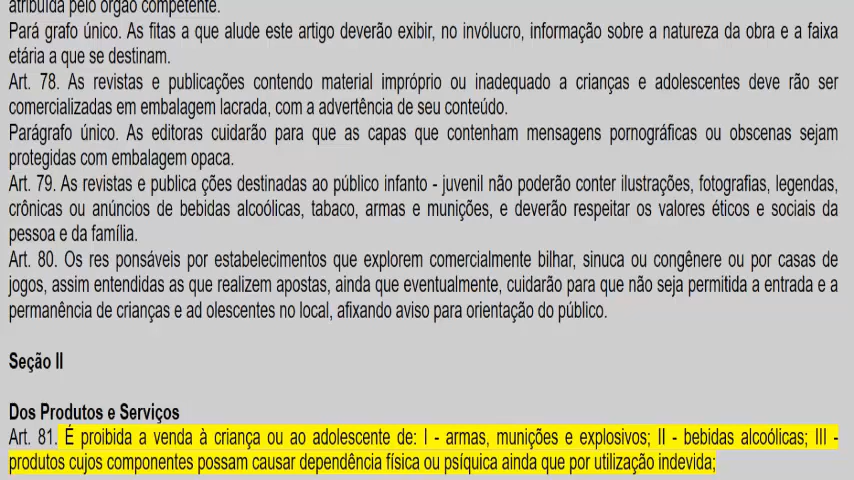 atribuída pelo órgão competente.
Pará grafo único. As fitas a que alude este artigo deverão exibir, no invólucro, informação sobre a natureza da obra e a faixa
etária a que se destinam.
Art. 78. As revistas e publicações contendo material impróprio ou inadequado a crianças e adolescentes deve rão ser
comercializadas em embalagem lacrada, com a advertência de seu conteúdo.
Parágrafo único. As editoras cuidarão para que as capas que contenham mensagens pornográficas ou obscenas sejam
protegidas com embalagem opaca.
Art. 79. As revistas e publica ções destinadas ao público infanto - juvenil não poderão conter ilustrações, fotografias, legendas,
crônicas ou anúncios de bebidas alcoólicas, tabaco, armas e munições, e deverão respeitar os valores éticos e sociais da
pessoa e da família.
Art. 80. Os res ponsáveis por estabelecimentos que explorem comercialmente bilhar, sinuca ou congênere ou por casas de
jogos, assim entendidas as que realizem apostas, ainda que eventualmente, cuidarão para que não seja permitida a entrada e a
permanência de crianças e ad olescentes no local, afixando aviso para orientação do público.
Seção II
Dos Produtos e Serviços
Art. 81. É proibida a venda à criança ou ao adolescente de: I - armas, munições e explosivos; II - bebidas alcoólicas; III -
produtos cujos componentes possam causar dependência física ou psíquica ainda que por utilização indevida;